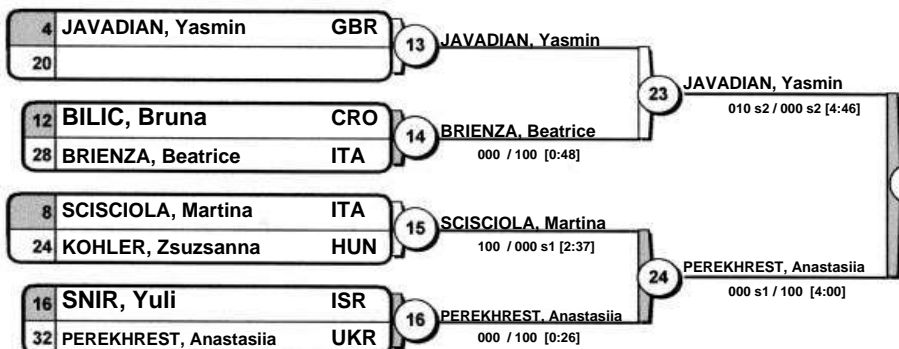 4 JAVADIAN, Yasmin GBR
20
13
JAVADIAN, Yasmin
12 BILIC, Bruna CRO
28 BRIENZA, Beatrice ITA
14
BRIENZA, Beatrice
000 / 100 [0:48]
23
JAVADIAN, Yasmin
010 s2 / 000 s2 [4:46]
8 SCISCIOLA, Martina ITA
24 KOHLER, Zsuzsanna HUN
15
SCISCIOLA, Martina
100 / 000 s1 [2:37]
16 SNIR, Yuli ISR
32 PEREKHREST, Anastasiia UKR
16
PEREKHREST, Anastasiia
000 / 100 [0:26]
24
PEREKHREST, Anastasiia
000 s1 / 100 [4:00]